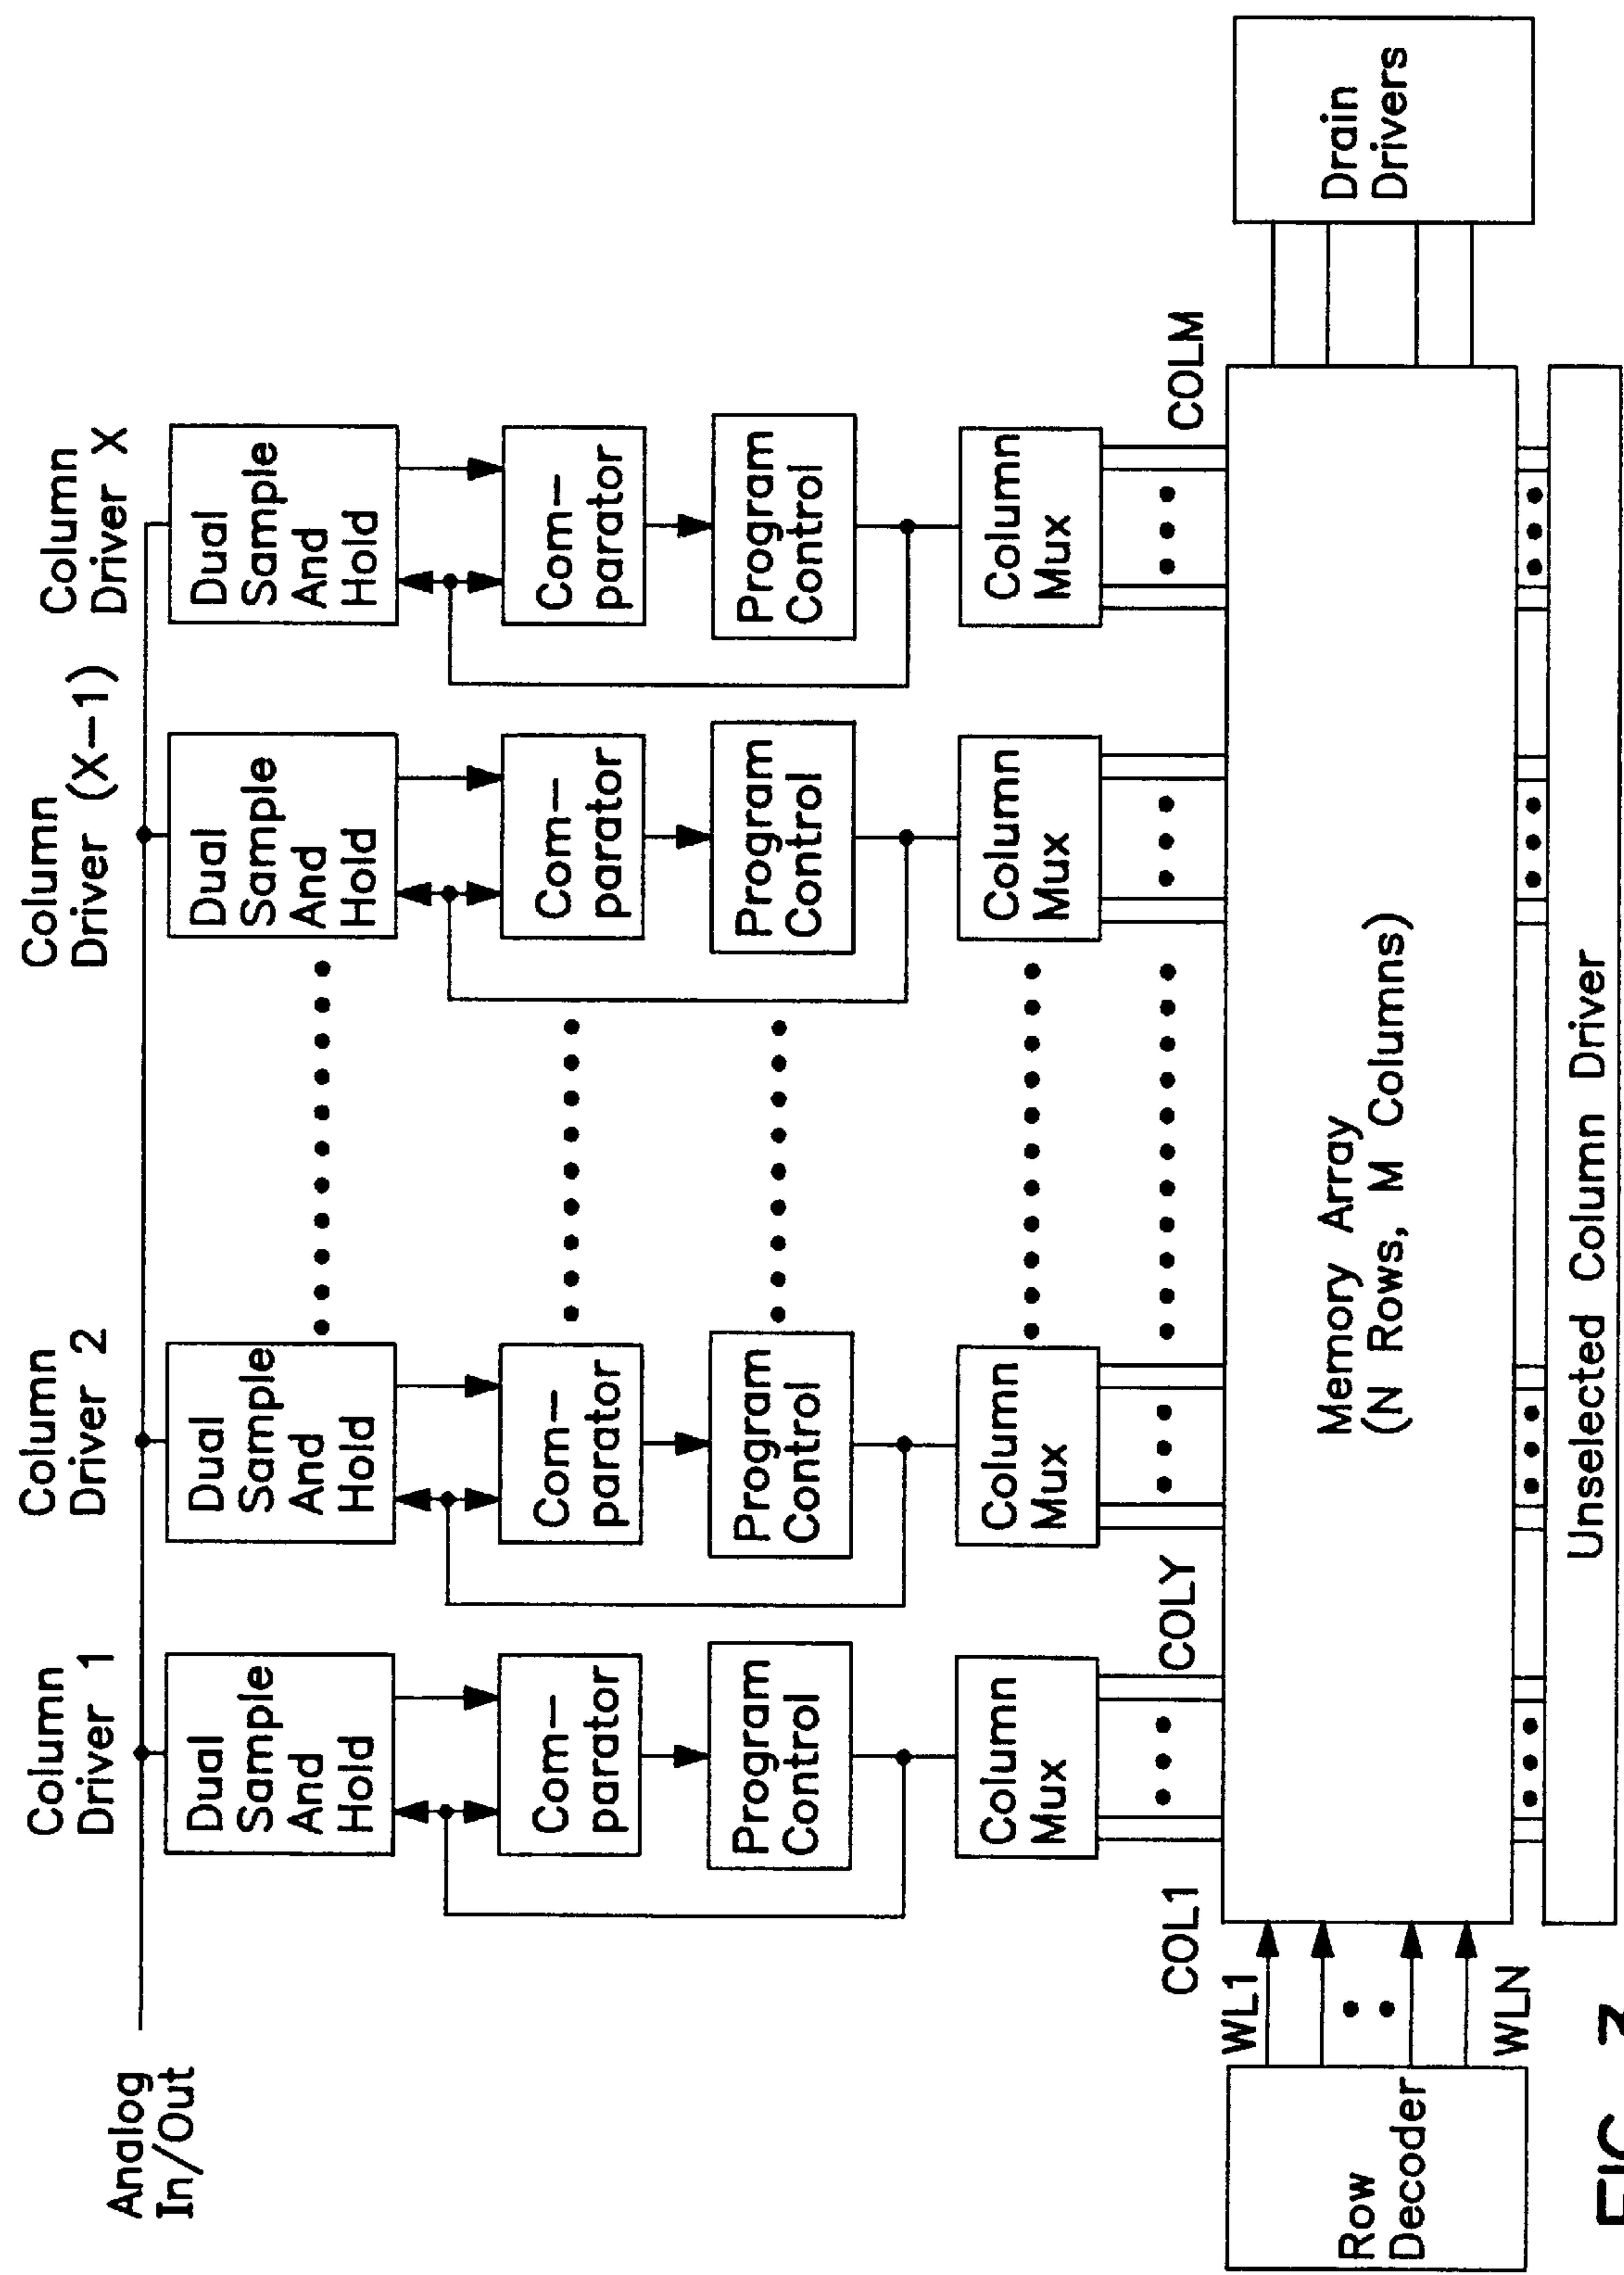 Analog
In/Out
Column
Driver 1
Column
Driver 2
Column
Driver (X-1)
Column
Driver X
Dual
Sample
And
Hold
Dual
Sample
And
Hold
Dual
Sample
And
Hold
Dual
Sample
And
Hold
Com-
parator
Com-
parator
Com-
parator
Com-
parator
Program
Control
Program
Control
Program
Control
Program
Control
Column
Mux
Column
Mux
Column
Mux
Column
Mux
COL1
COLY
COLM
WL1
WLN
Row
Decoder
Memory Array
(N Rows, M Columns)
Drain
Drivers
Unselected Column Driver
FIG. 3